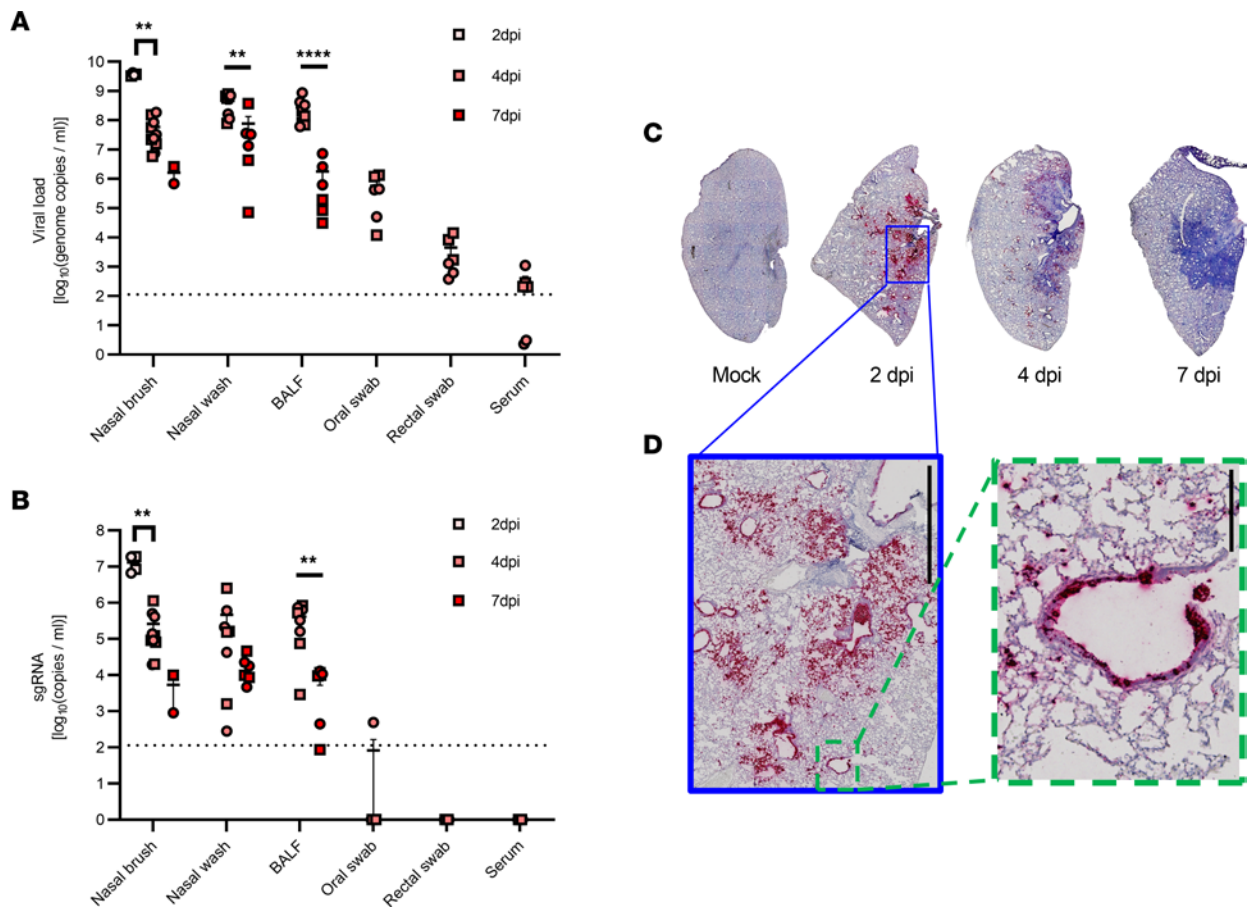 A
**
**
****
2dpi
4dpi
7dpi
Viral load
[log10(genome copies / ml)]
10
9
8
7
6
5
4
3
2
1
0
Nasal brush
Nasal wash
BALF
Oral swab
Rectal swab
Serum
B
**
**
2dpi
4dpi
7dpi
sgRNA
[log10(copies / ml)]
8
7
6
5
4
3
2
1
0
Nasal brush
Nasal wash
BALF
Oral swab
Rectal swab
Serum
C
Mock
2 dpi
4 dpi
7 dpi
D